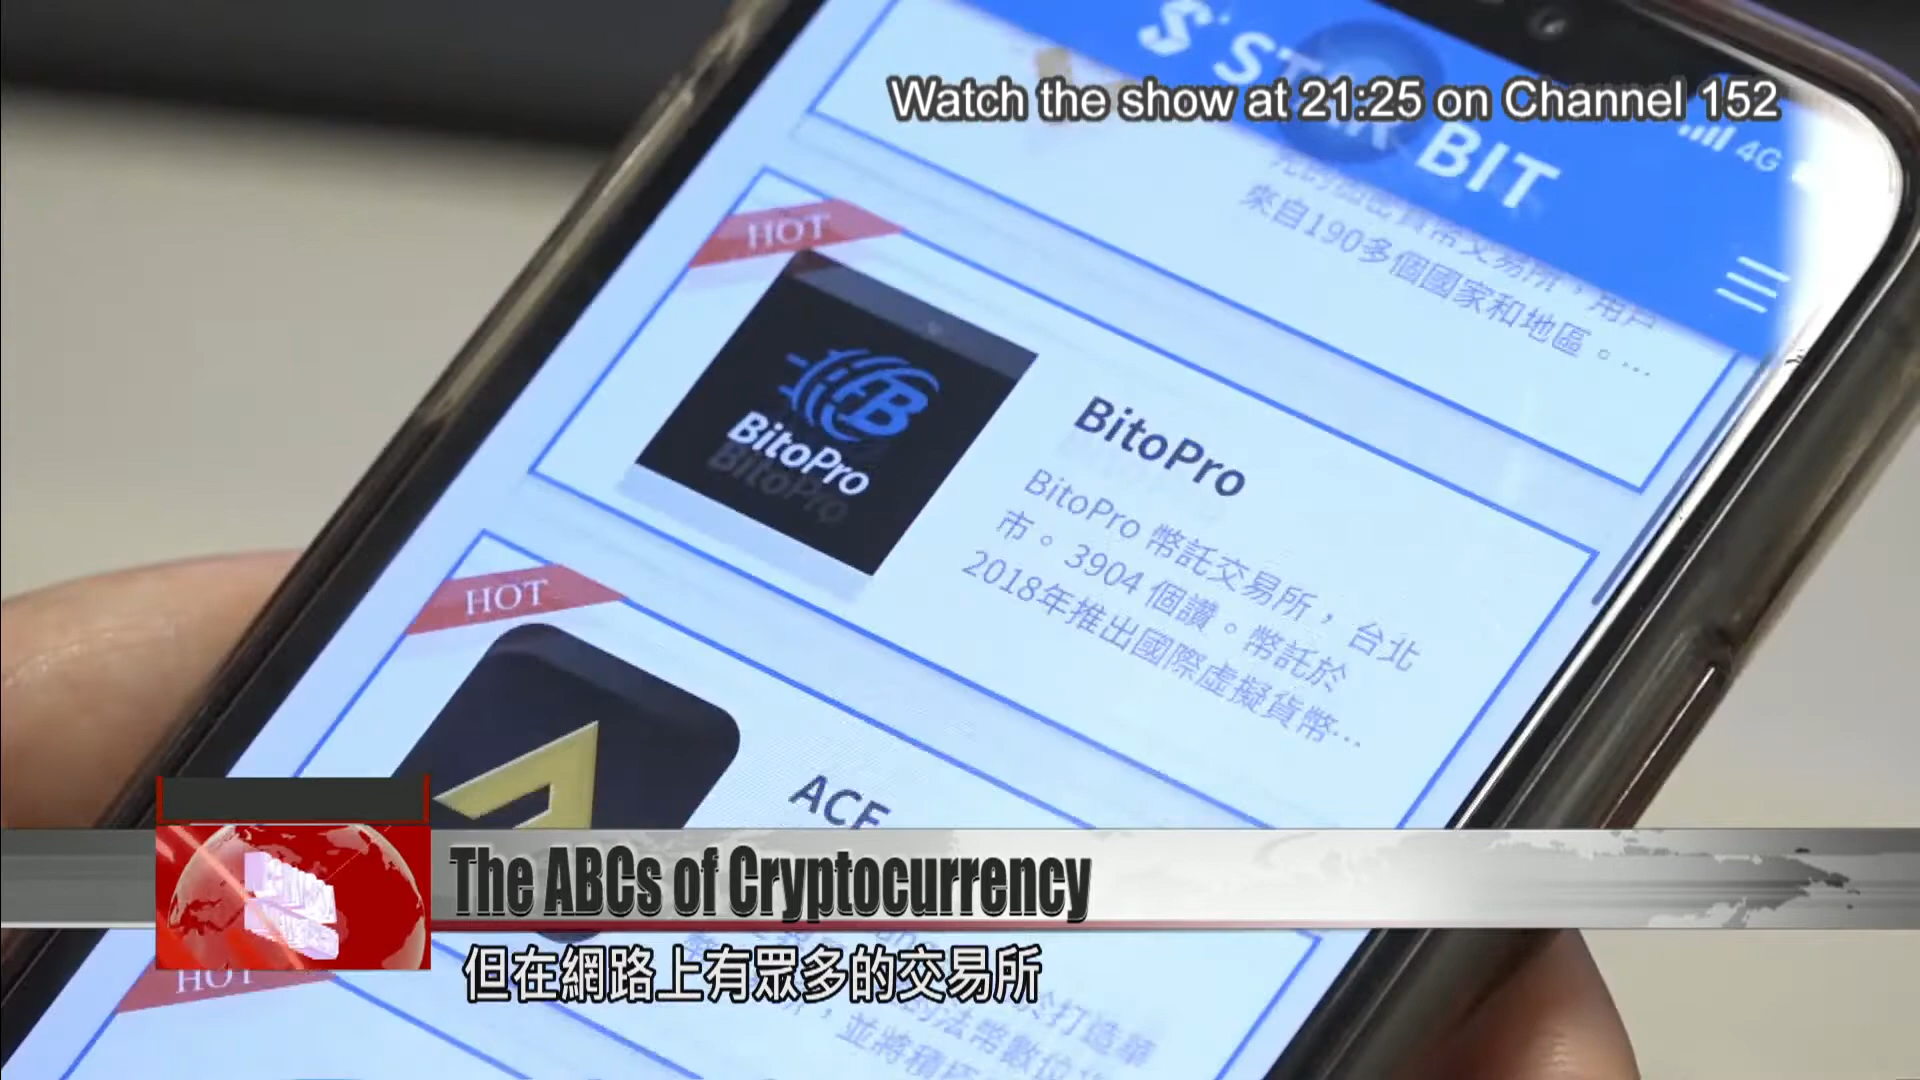 Watch the show at 21:25 on Channel 152
STAR BIT
4G
來自190多個國家和地區。...
HOT
BitoPro
BitoPro
BitoPro 幣託交易所， 台北
市。 3904 個讚。幣託於
2018年推出國際虛擬貨幣...
HOT
ACE
The ABCs of Cryptocurrency
HOT
但在網路上有眾多的交易所